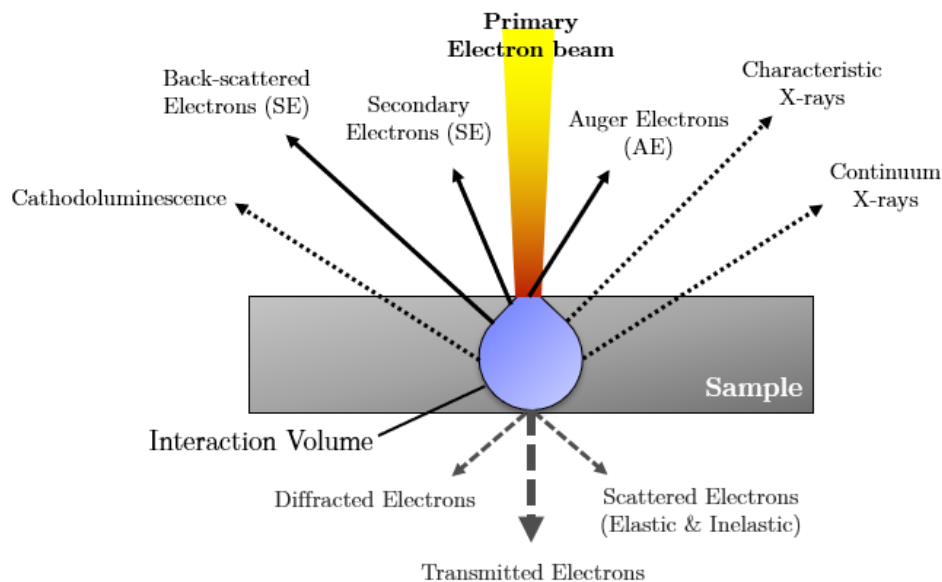 Primary
Electron beam
Back-scattered
Electrons (SE)
Secondary
Electrons (SE)
Auger Electrons
(AE)
Characteristic
X-rays
Cathodoluminescence
Continuum
X-rays
Sample
Interaction Volume
Diffracted Electrons
Scattered Electrons
(Elastic & Inelastic)
Transmitted Electrons